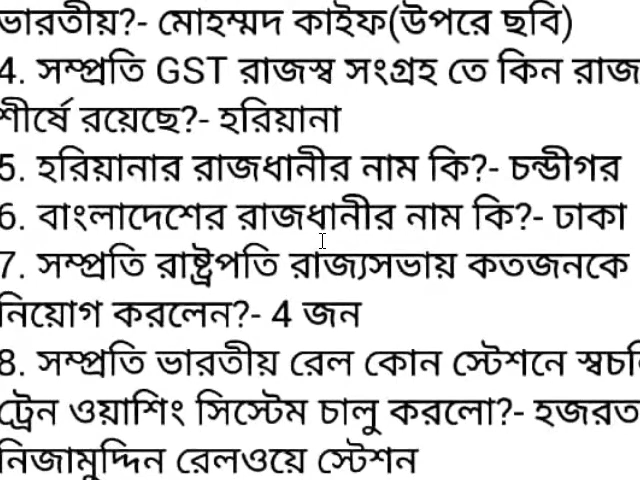 ভারতীয়?- মোহম্মদ কাইফ(উপরে ছবি)
4. সম্প্রতি GST রাজস্ব সংগ্রহ তে কিন রাজ
শীর্ষে রয়েছে?- হরিয়ানা
5. হরিয়ানার রাজধানীর নাম কি?- চন্ডীগর
6. বাংলাদেশের রাজধানীর নাম কি?- ঢাকা
7. সম্প্রতি রাষ্ট্রপতি রাজ্যসভায় কতজনকে
নিয়োগ করলেন?- 4 জন
8. সম্প্রতি ভারতীয় রেল কোন স্টেশনে স্বচ
ট্রেন ওয়াশিং সিস্টেম চালু করলো?- হজরত
নিজামুদ্দিন রেলওয়ে স্টেশন